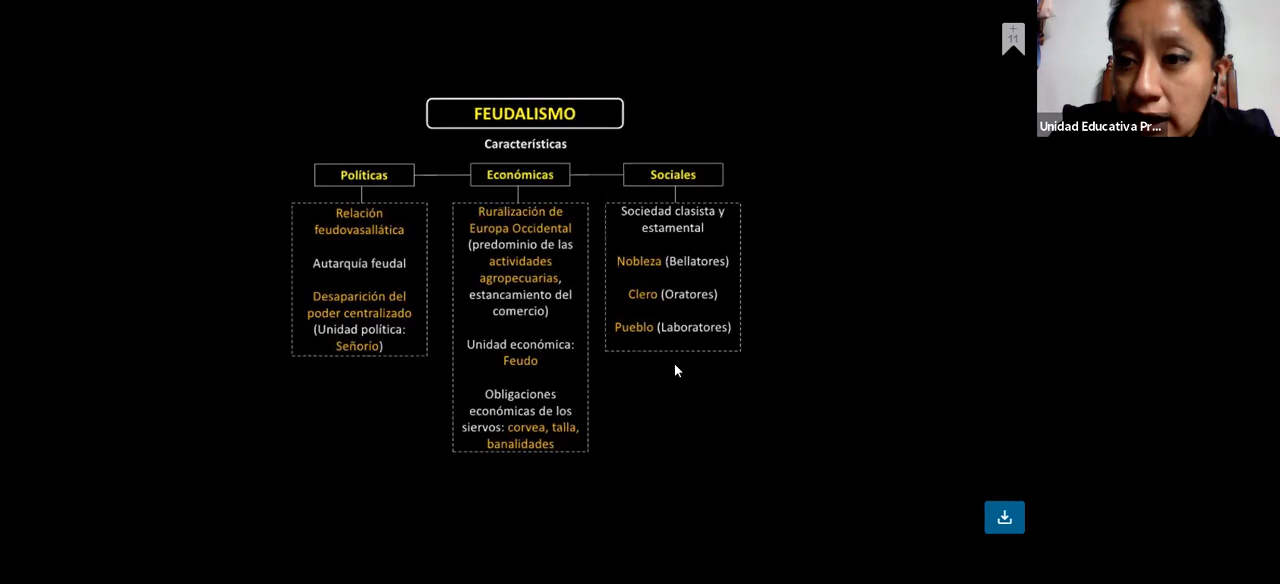 +
11
Unidad Educativa Pr...
FEUDALISMO
Características
Políticas
Económicas
Sociales
Relación
feudovasallática
Autarquía feudal
Desaparición del
poder centralizado
(Unidad política:
Señorío)
Ruralización de
Europa Occidental
(predominio de las
actividades
agropecuarias,
estancamiento del
comercio)
Unidad económica:
Feudo
Obligaciones
económicas de los
siervos: corvea, talla,
banalidades
Sociedad clasista y
estamental
Nobleza (Bellatores)
Clero (Oratores)
Pueblo (Laboratores)